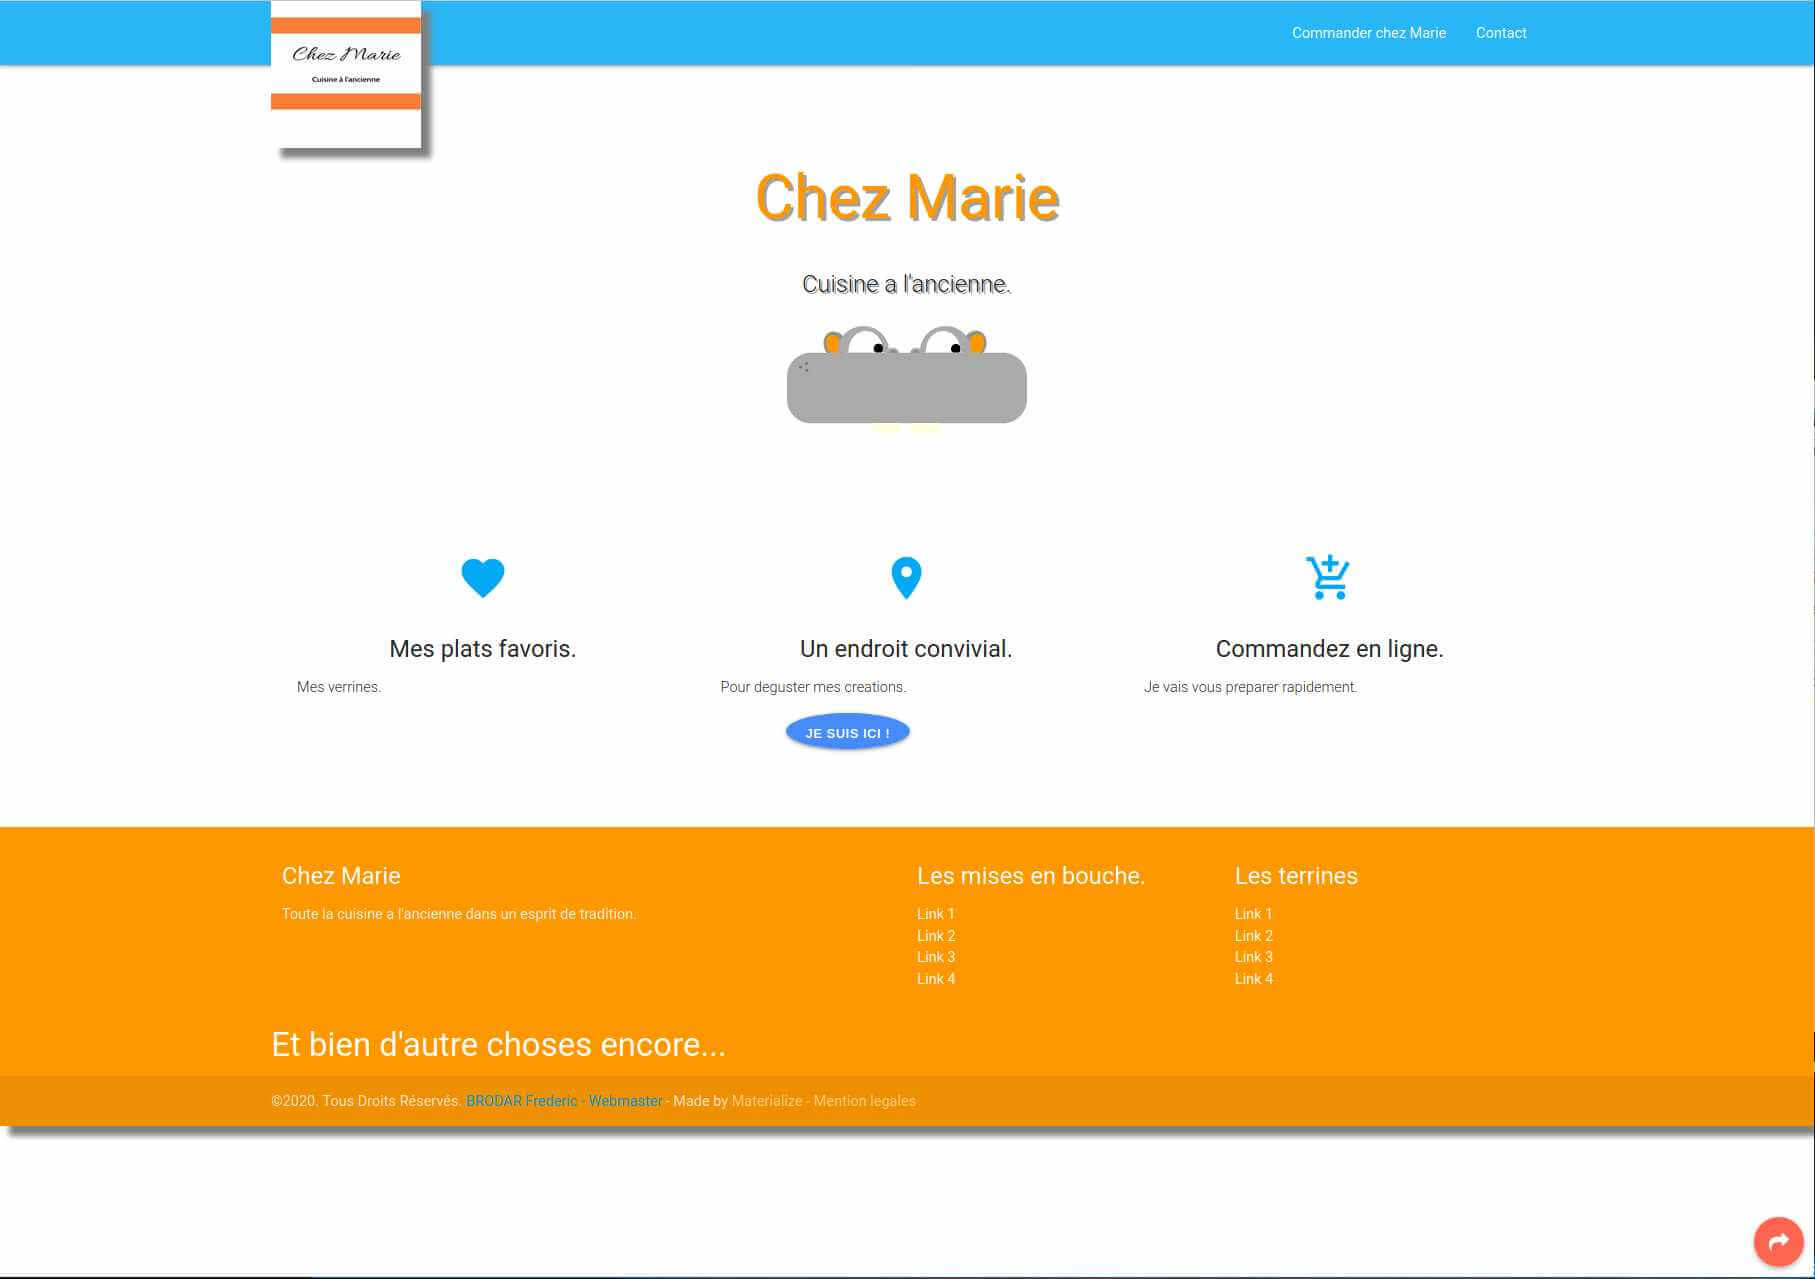 Commander chez Marie Contact
Chez Marie
Cuisine à l'ancienne
Chez Marie
Cuisine a l'ancienne.
Mes plats favoris.
Mes verrines.
Un endroit convivial.
Pour deguster mes creations.
JE SUIS ICI !
Commandez en ligne.
Je vais vous preparer rapidement.
Chez Marie
Toute la cuisine a l'ancienne dans un esprit de tradition.
Les mises en bouche.
Link 1
Link 2
Link 3
Link 4
Les terrines
Link 1
Link 2
Link 3
Link 4
Et bien d'autre choses encore...
©2020. Tous Droits Réservés. BRODAR Frederic - Webmaster - Made by Materialize - Mention legales